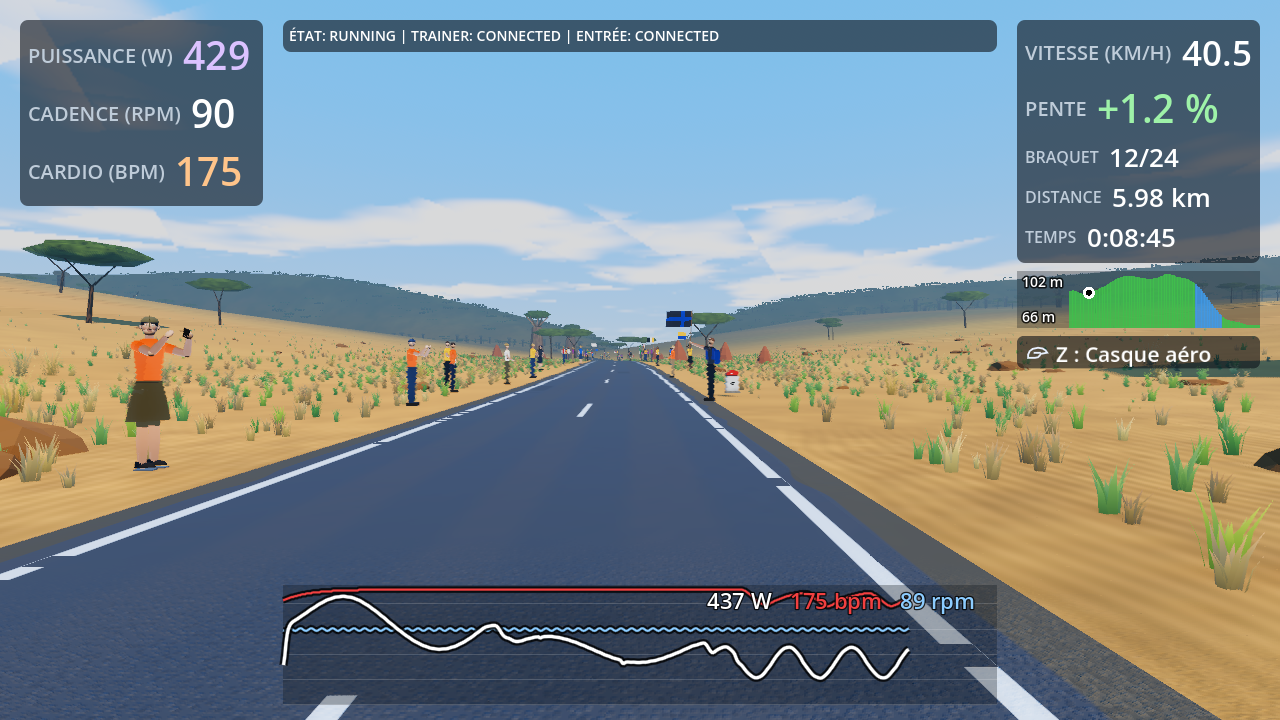 PUISSANCE (W) 429
CADENCE (RPM) 90
CARDIO (BPM) 175
ÉTAT: RUNNING | TRAINER: CONNECTED | ENTRÉE: CONNECTED
VITESSE (KM/H) 40.5
PENTE +1.2 %
BRAQUET 12/24
DISTANCE 5.98 km
TEMPS 0:08:45
102 m
66 m
Z : Casque aéro
437 W 175 bpm 89 rpm